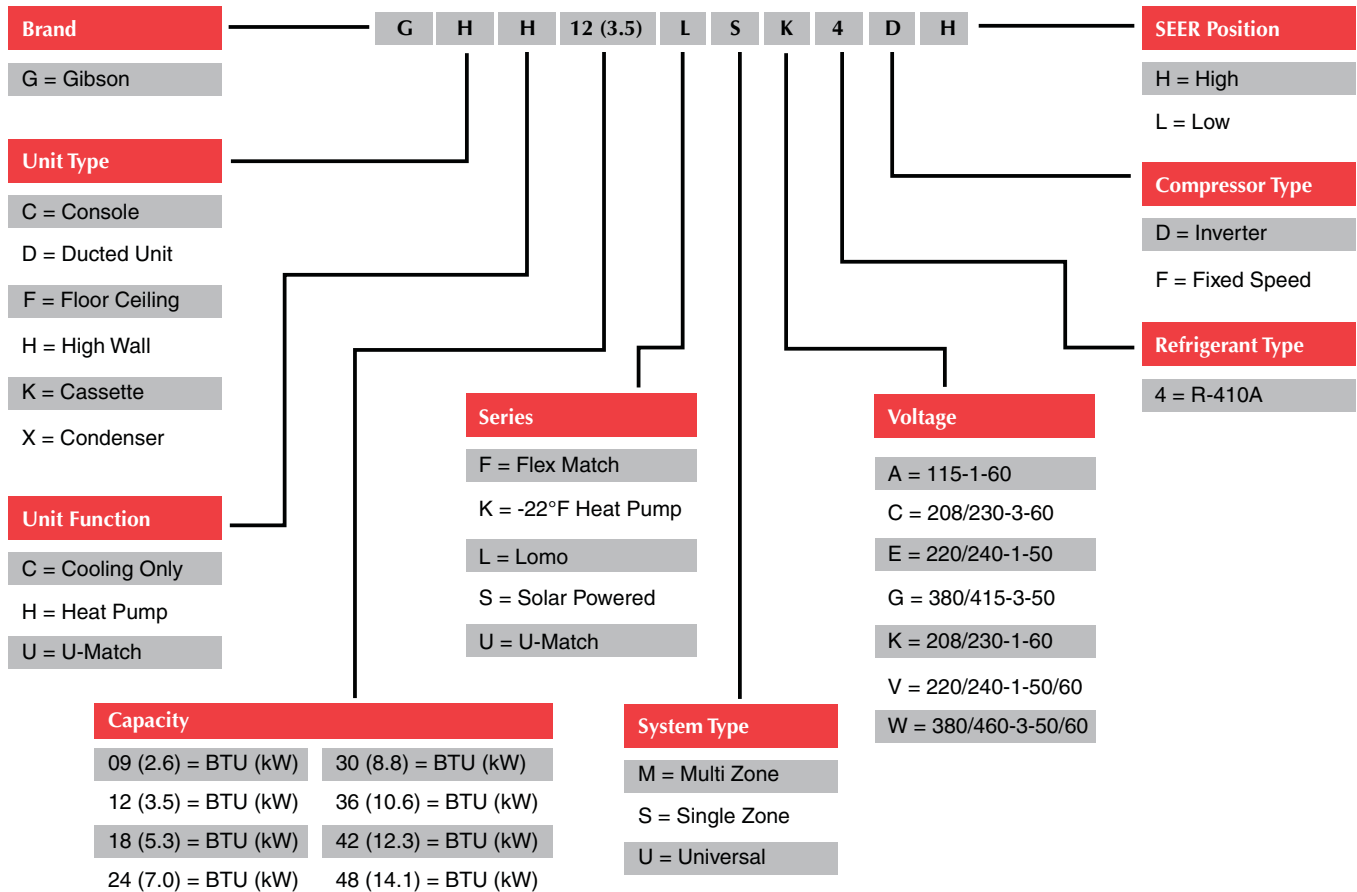 G H H 12 (3.5) L S K 4 D H
Brand
G = Gibson
Unit Type
C = Console
D = Ducted Unit
F = Floor Ceiling
H = High Wall
K = Cassette
X = Condenser
Unit Function
C = Cooling Only
H = Heat Pump
U = U-Match
Capacity
09 (2.6) = BTU (kW) 30 (8.8) = BTU (kW)
12 (3.5) = BTU (kW) 36 (10.6) = BTU (kW)
18 (5.3) = BTU (kW) 42 (12.3) = BTU (kW)
24 (7.0) = BTU (kW) 48 (14.1) = BTU (kW)
Series
F = Flex Match
K = -22°F Heat Pump
L = Lomo
S = Solar Powered
U = U-Match
System Type
M = Multi Zone
S = Single Zone
U = Universal
Voltage
A = 115-1-60
C = 208/230-3-60
E = 220/240-1-50
G = 380/415-3-50
K = 208/230-1-60
V = 220/240-1-50/60
W = 380/460-3-50/60
SEER Position
H = High
L = Low
Compressor Type
D = Inverter
F = Fixed Speed
Refrigerant Type
4 = R-410A